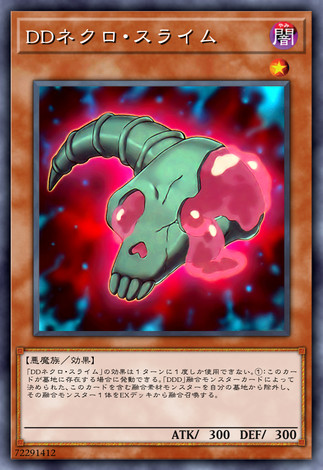 DDネクロ・スライム
闇
やみ
【悪魔族／効果】
「DDネクロ・スライム」の効果は１ターンに１度しか使用できない。①：このカー
ドが墓地に存在する場合に発動できる。「DDD」融合モンスターカードによって
決められた、このカードを含む融合素材モンスターを自分の墓地から除外し、
その融合モンスター１体をEXデッキから融合召喚する。
ATK/ 300 DEF/ 300
72291412